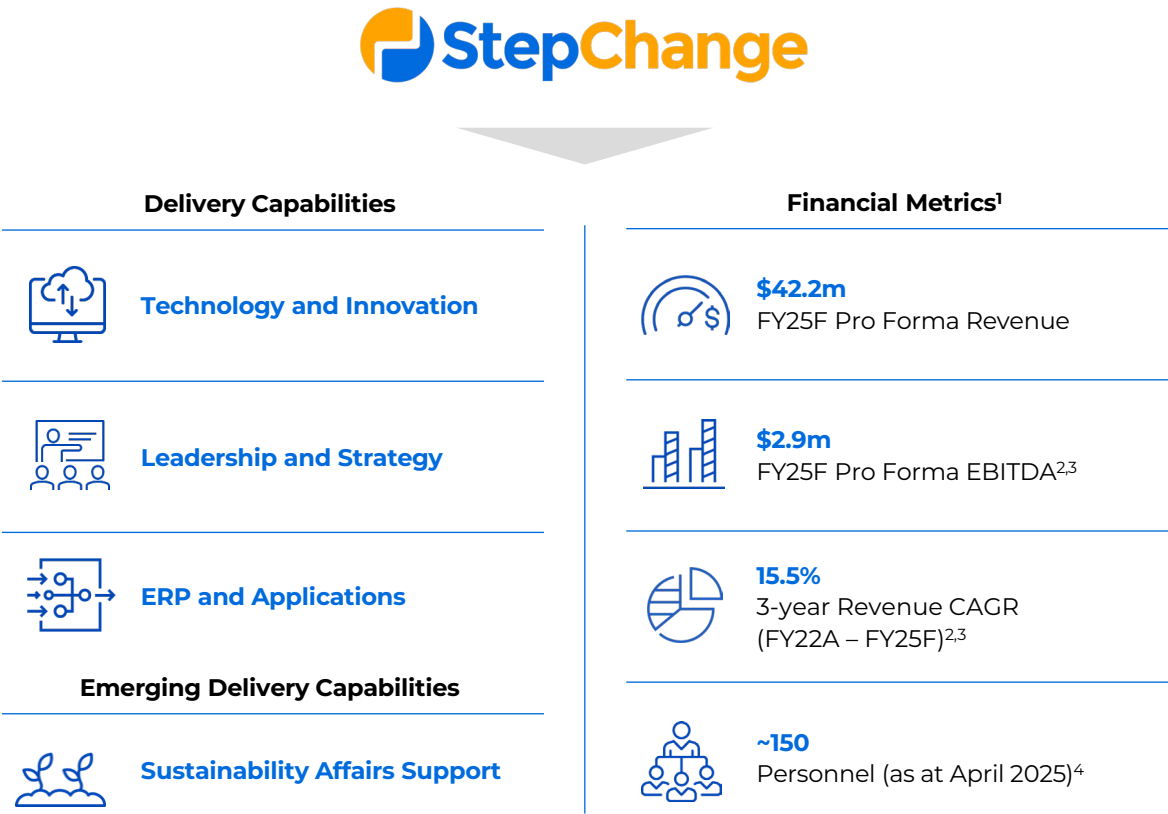 StepChange
Delivery Capabilities
Technology and Innovation
Leadership and Strategy
ERP and Applications
Emerging Delivery Capabilities
Sustainability Affairs Support
Financial Metrics¹
$
$42.2m
FY25F Pro Forma Revenue
$2.9m
FY25F Pro Forma EBITDA²,³
15.5%
3-year Revenue CAGR
(FY22A – FY25F)²,³
~150
Personnel (as at April 2025)⁴